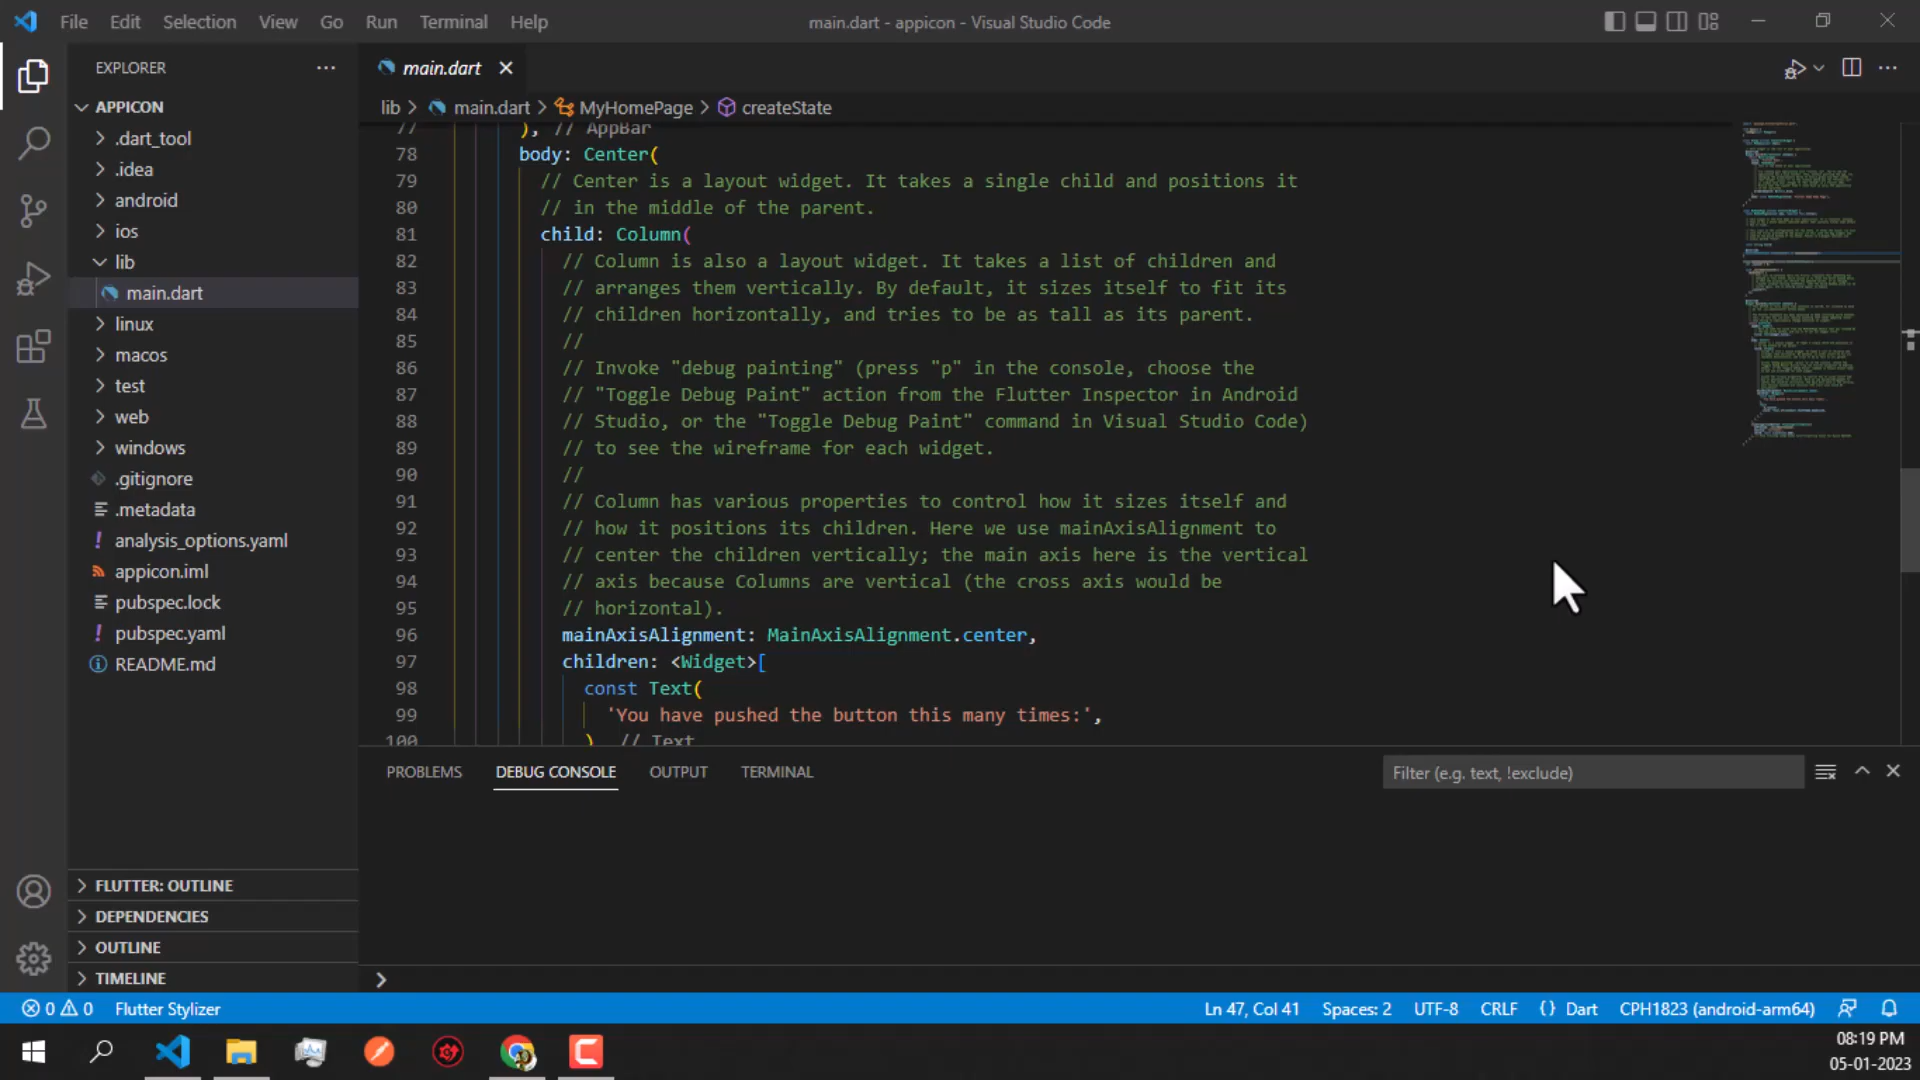 File Edit Selection View Go Run Terminal Help
main.dart - appicon - Visual Studio Code
EXPLORER
main.dart
APPICON
.dart_tool
.idea
android
ios
lib
main.dart
linux
macos
test
web
windows
.gitignore
.metadata
analysis_options.yaml
appicon.iml
pubspec.lock
pubspec.yaml
README.md
FLUTTER: OUTLINE
DEPENDENCIES
OUTLINE
TIMELINE
lib > main.dart > MyHomePage > createState
77 ), // AppBar
78 body: Center(
79 // Center is a layout widget. It takes a single child and positions it
80 // in the middle of the parent.
81 child: Column(
82 // Column is also a layout widget. It takes a list of children and
83 // arranges them vertically. By default, it sizes itself to fit its
84 // children horizontally, and tries to be as tall as its parent.
85 //
86 // Invoke "debug painting" (press "p" in the console, choose the
87 // "Toggle Debug Paint" action from the Flutter Inspector in Android
88 // Studio, or the "Toggle Debug Paint" command in Visual Studio Code)
89 // to see the wireframe for each widget.
90 //
91 // Column has various properties to control how it sizes itself and
92 // how it positions its children. Here we use mainAxisAlignment to
93 // center the children vertically; the main axis here is the vertical
94 // axis because Columns are vertical (the cross axis would be
95 // horizontal).
96 mainAxisAlignment: MainAxisAlignment.center,
97 children: <Widget>[
98 const Text(
99 'You have pushed the button this many times:',
100 ) // Text
PROBLEMS DEBUG CONSOLE OUTPUT TERMINAL
Filter (e.g. text, !exclude)
0 0 Flutter Stylizer
Ln 47, Col 41 Spaces: 2 UTF-8 CRLF {} Dart CPH1823 (android-arm64)
08:19 PM
05-01-2023